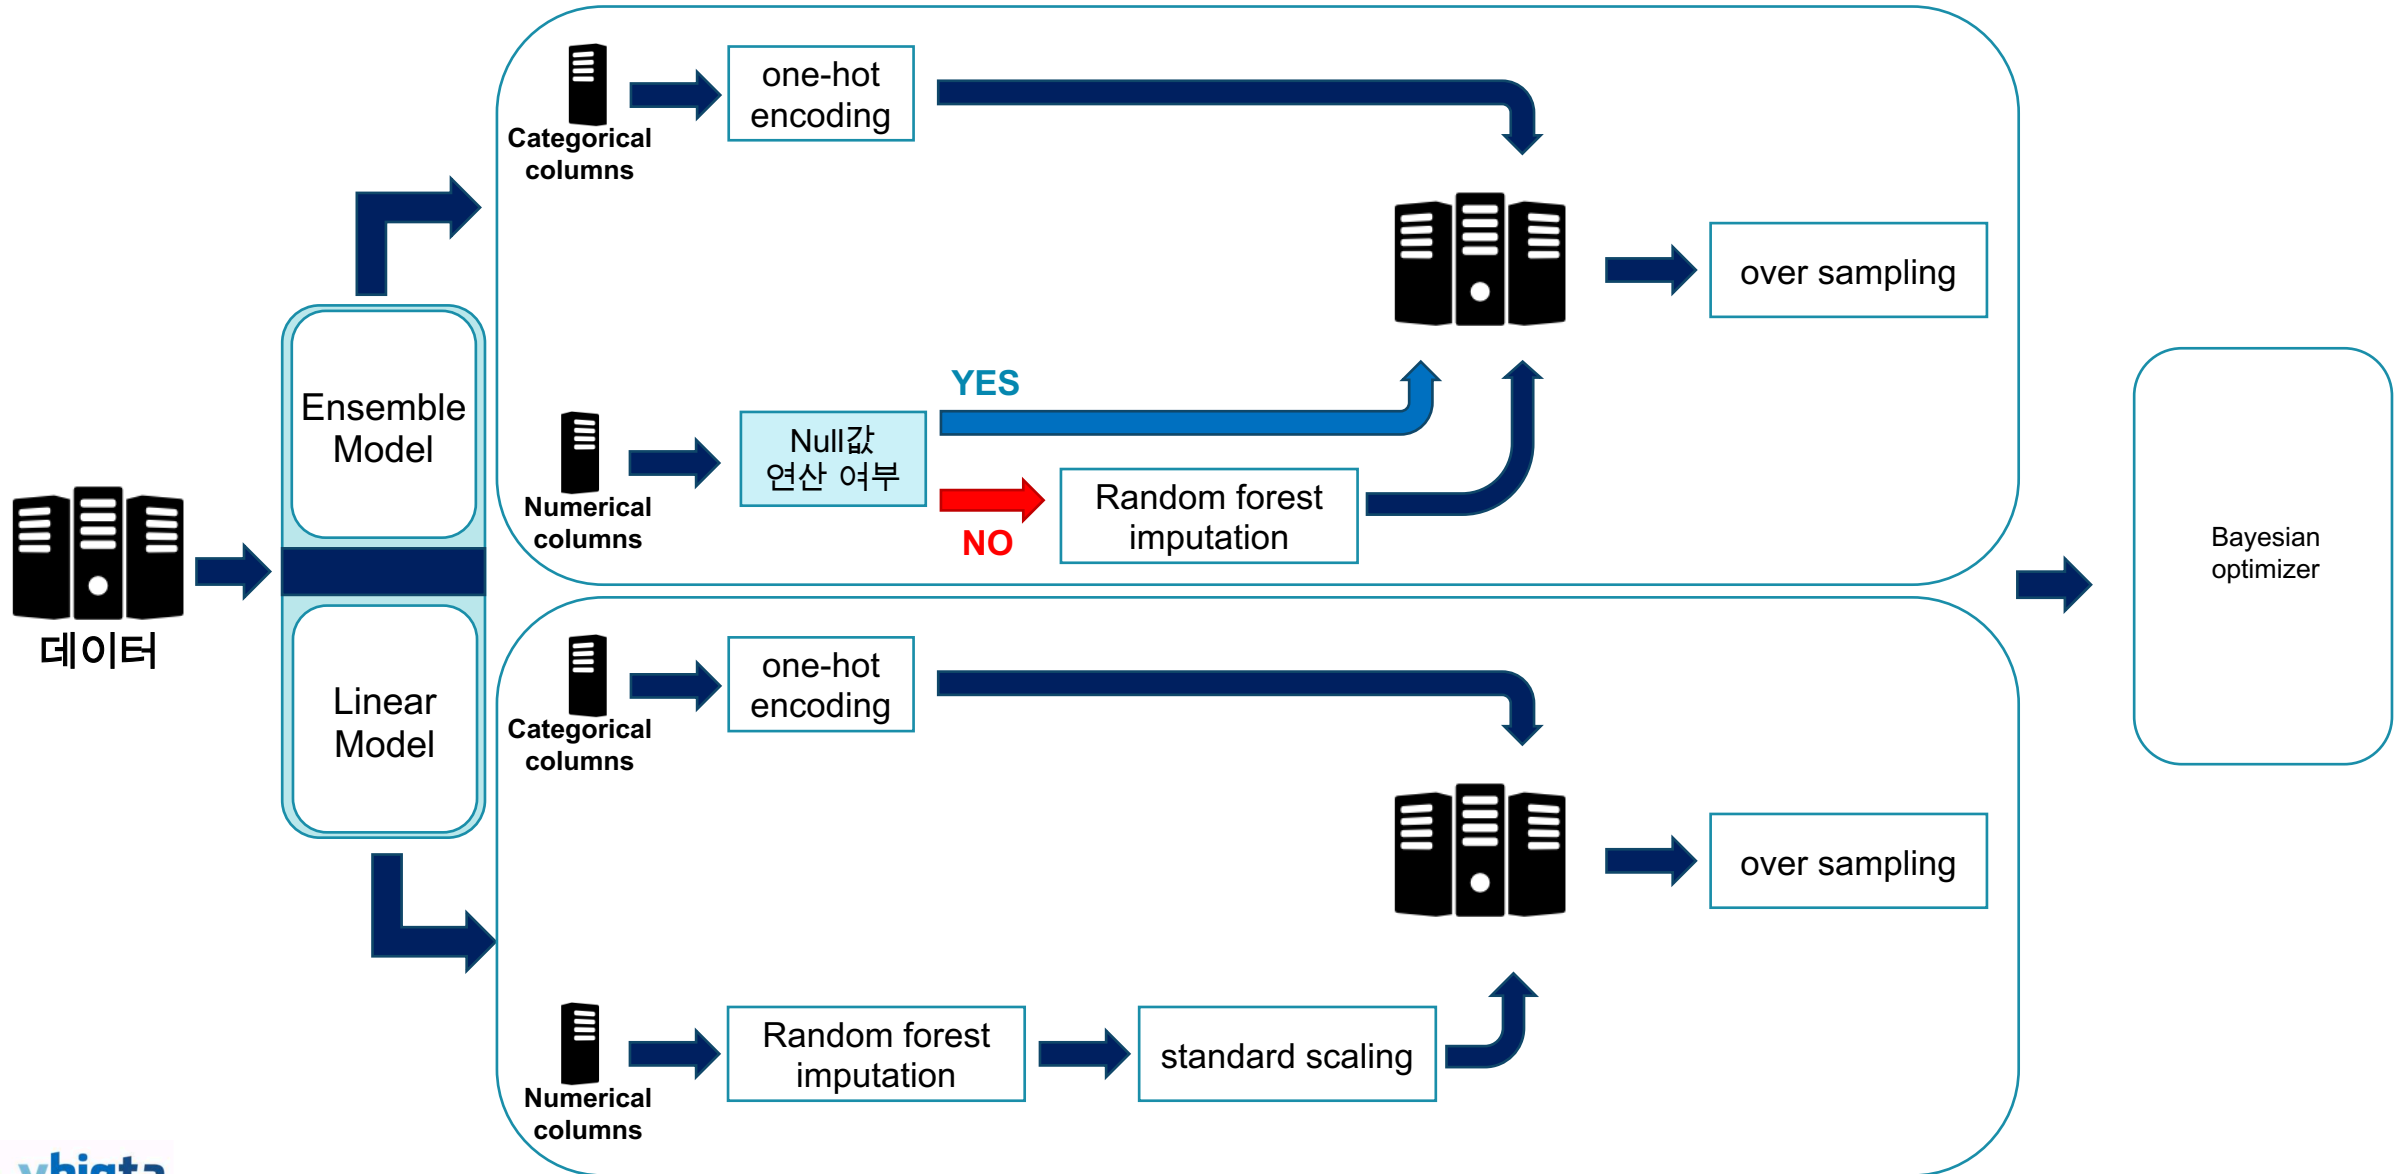 데이터
Ensemble
Model
Linear
Model
Categorical
columns
one-hot
encoding
Numerical
columns
Null값
연산 여부
YES
NO
Random forest
imputation
over sampling
Categorical
columns
one-hot
encoding
Numerical
columns
Random forest
imputation
standard scaling
over sampling
Bayesian
optimizer